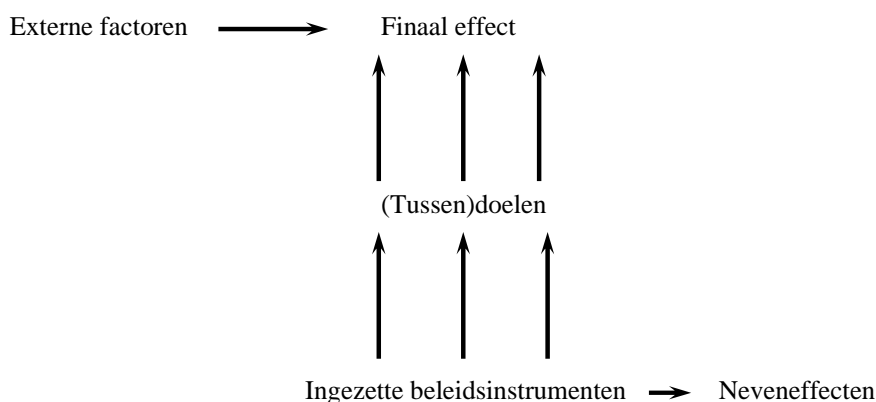 Externe factoren Finaal effect
(Tussen)doelen
Ingezette beleidsinstrumenten Neveneffecten